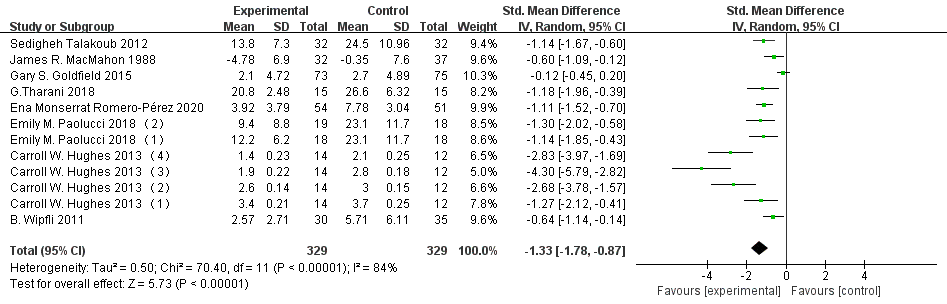 Experimental Control Std. Mean Difference Std. Mean Difference
Study or Subgroup Mean SD Total Mean SD Total Weight IV, Random, 95% CI IV, Random, 95% CI
Sedigheh Talakoub 2012 13.8 7.3 32 24.5 10.96 32 9.4% -1.14 [-1.67, -0.60]
James R. MacMahon 1988 -4.78 6.9 32 -0.35 7.6 37 9.6% -0.60 [-1.09, -0.12]
Gary S. Goldfield 2015 2.1 4.72 73 2.7 4.89 75 10.3% -0.12 [-0.45, 0.20]
G.Tharani 2018 20.8 2.48 15 26.6 6.32 15 8.2% -1.18 [-1.96, -0.39]
Ena Monserrat Romero-Pérez 2020 3.92 3.79 54 7.78 3.04 51 9.9% -1.11 [-1.52, -0.70]
Emily M. Paolucci 2018（2） 9.4 8.8 19 23.1 11.7 18 8.5% -1.30 [-2.02, -0.58]
Emily M. Paolucci 2018（1） 12.2 6.2 18 23.1 11.7 18 8.6% -1.14 [-1.85, -0.43]
Carroll W. Hughes 2013（4） 1.4 0.23 14 2.1 0.25 12 6.5% -2.83 [-3.97, -1.69]
Carroll W. Hughes 2013（3） 1.9 0.22 14 2.8 0.18 12 5.1% -4.30 [-5.79, -2.82]
Carroll W. Hughes 2013（2） 2.6 0.14 14 3 0.15 12 6.6% -2.68 [-3.78, -1.57]
Carroll W. Hughes 2013（1） 3.4 0.21 14 3.7 0.25 12 7.9% -1.27 [-2.12, -0.41]
B. Wipfli 2011 2.57 2.71 30 5.71 6.11 35 9.5% -0.64 [-1.14, -0.14]
Total (95% CI) 329 329 100.0% -1.33 [-1.78, -0.87]
Heterogeneity: Tau² = 0.50; Chi² = 70.40, df = 11 (P < 0.00001); I² = 84%
Test for overall effect: Z = 5.73 (P < 0.00001)
-4 -2 0 2 4
Favours [experimental] Favours [control]